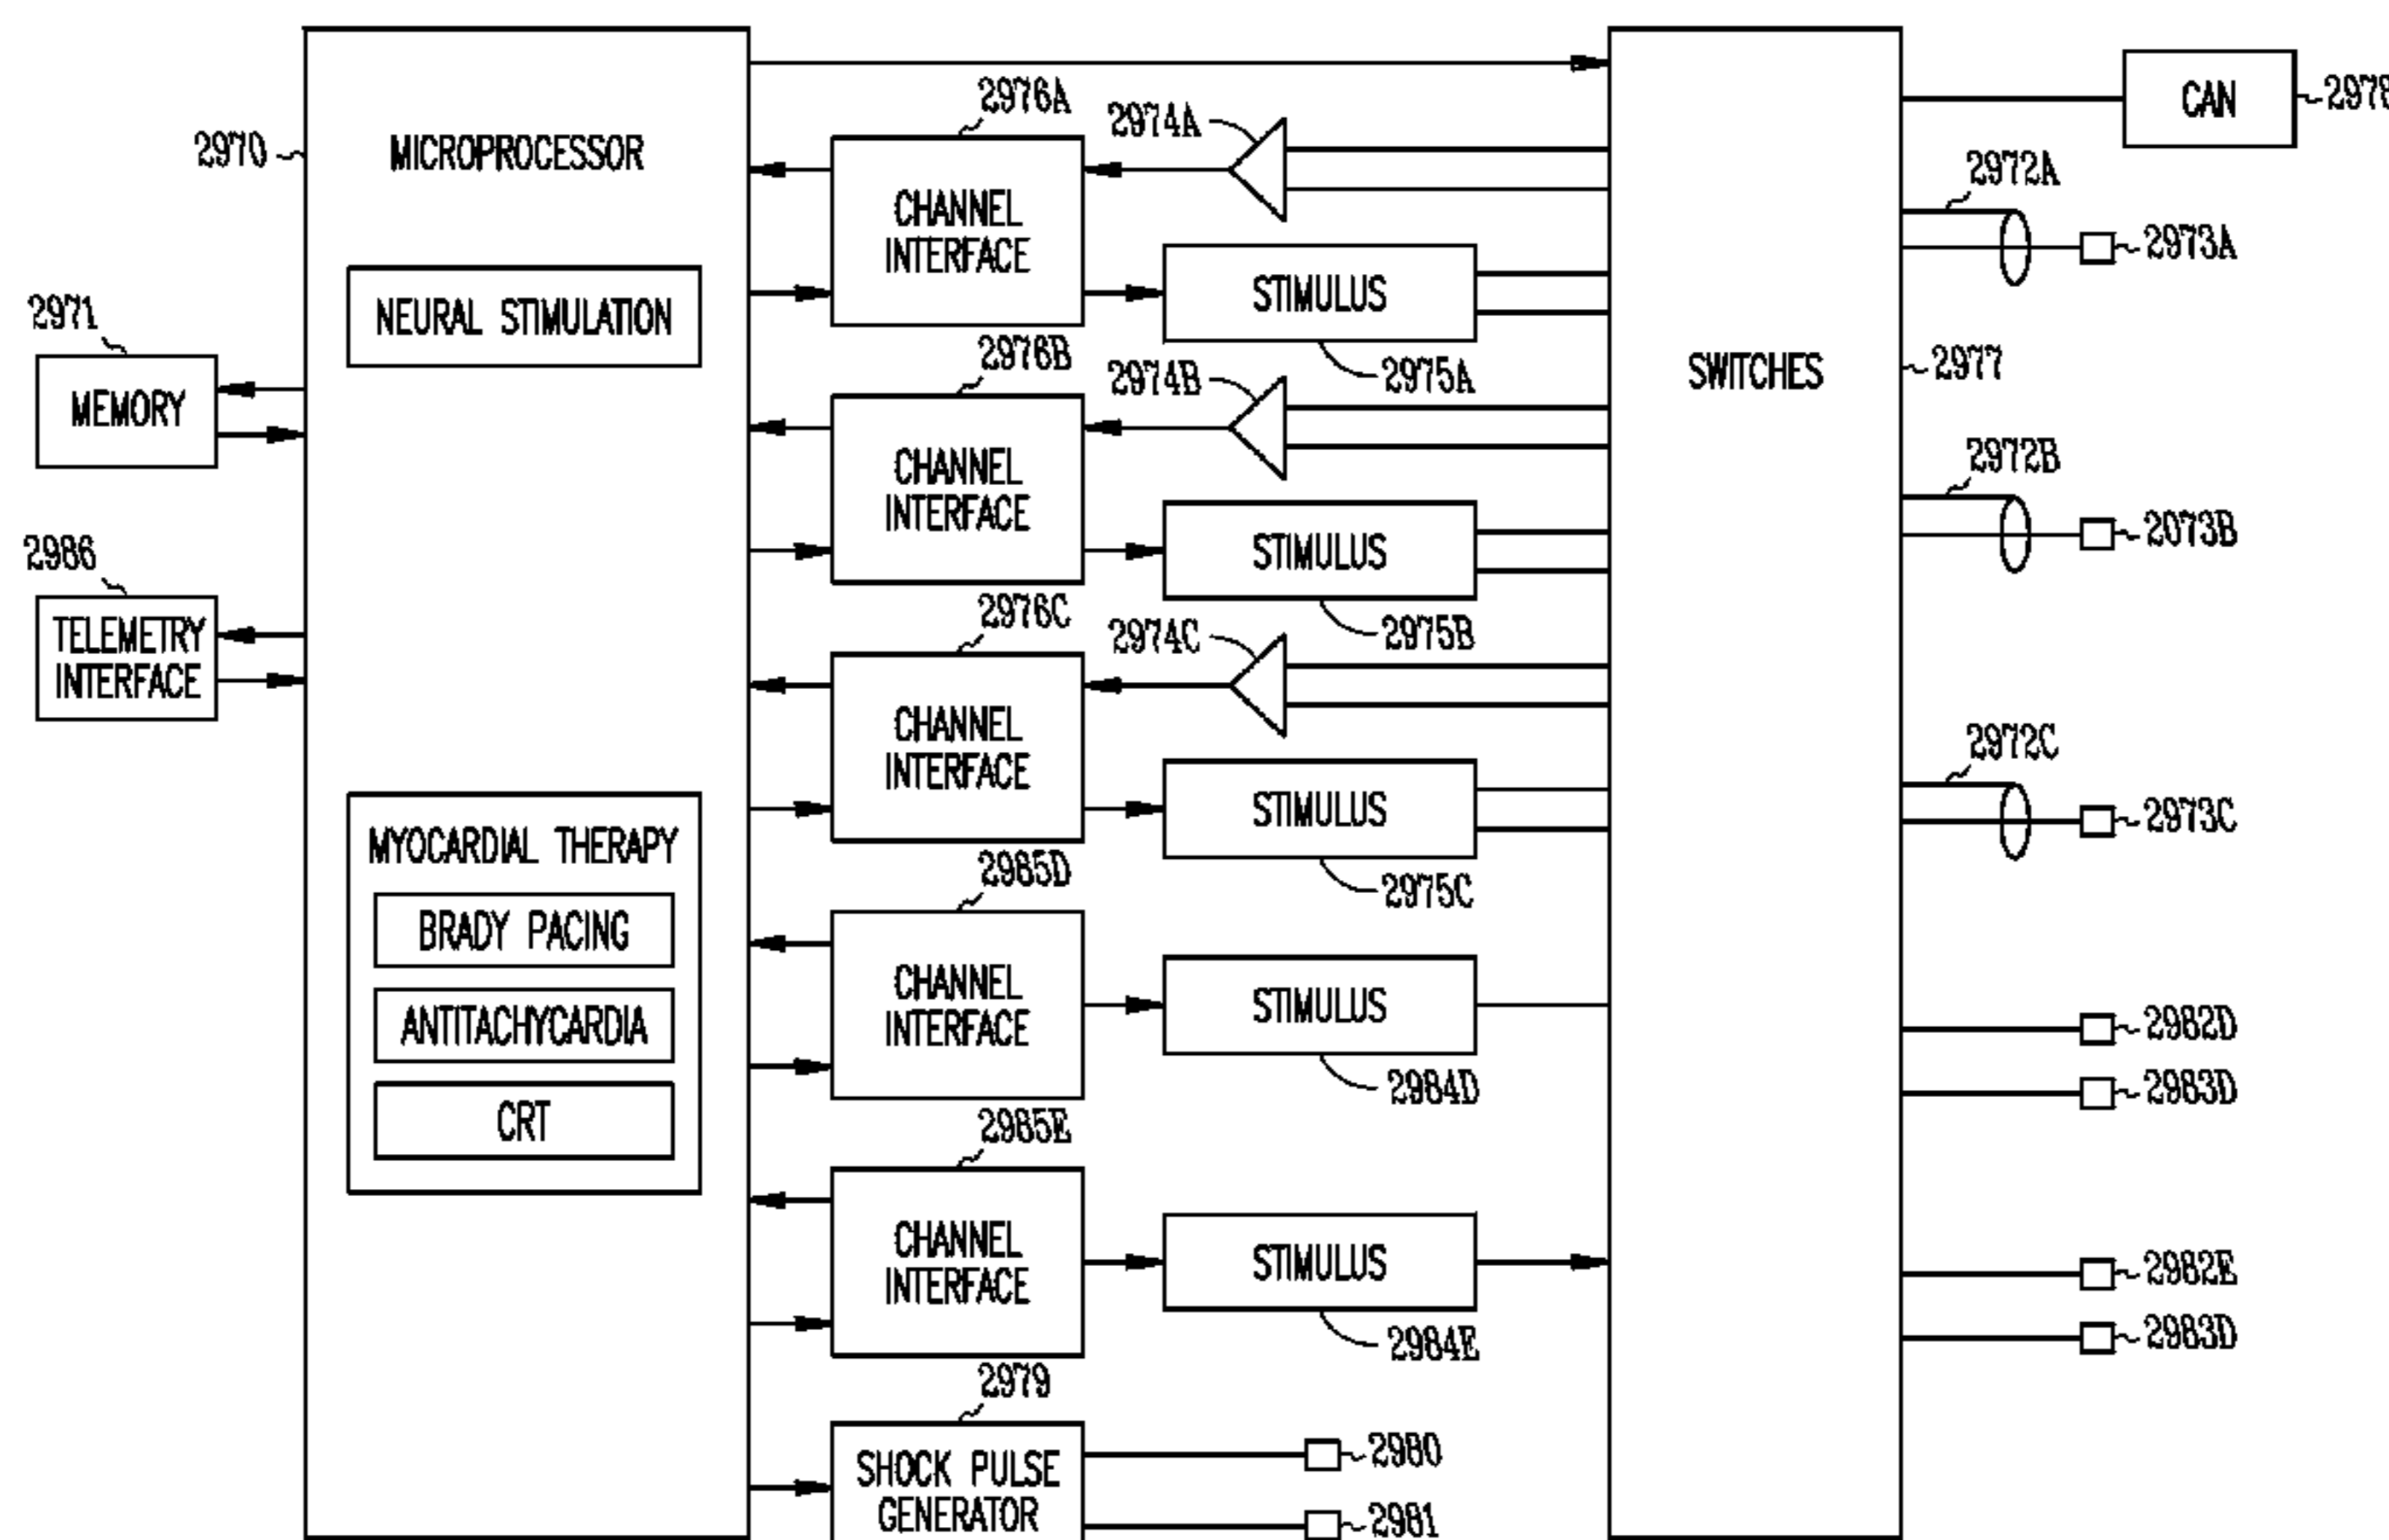 2970
MICROPROCESSOR
NEURAL STIMULATION
MYOCARDIAL THERAPY
BRADY PACING
ANTITACHYCARDIA
CRT
2971
MEMORY
2986
TELEMETRY
INTERFACE
2976A
CHANNEL
INTERFACE
2974A
STIMULUS
2975A
2976B
CHANNEL
INTERFACE
2974B
STIMULUS
2975B
2976C
CHANNEL
INTERFACE
2974C
STIMULUS
2975C
2985D
CHANNEL
INTERFACE
STIMULUS
2984D
2985E
CHANNEL
INTERFACE
STIMULUS
2984E
2979
SHOCK PULSE
GENERATOR
2980
2981
SWITCHES
2977
CAN
2978
2972A
2973A
2972B
2073B
2972C
2973C
2982D
2983D
2982E
2983D